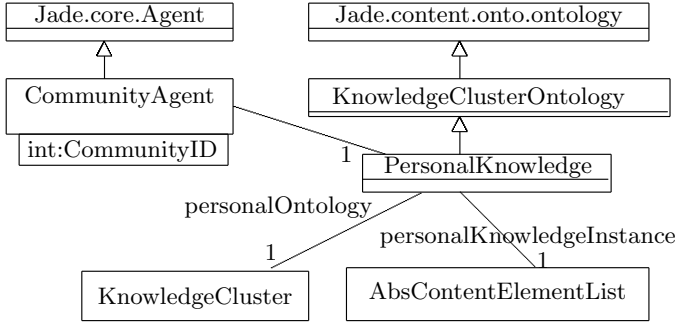 Jade.core.Agent
Jade.content.onto.ontology
CommunityAgent
KnowledgeClusterOntology
int:CommunityID
1
PersonalKnowledge
personalOntology
personalKnowledgeInstance
1
1
KnowledgeCluster
AbsContentElementList